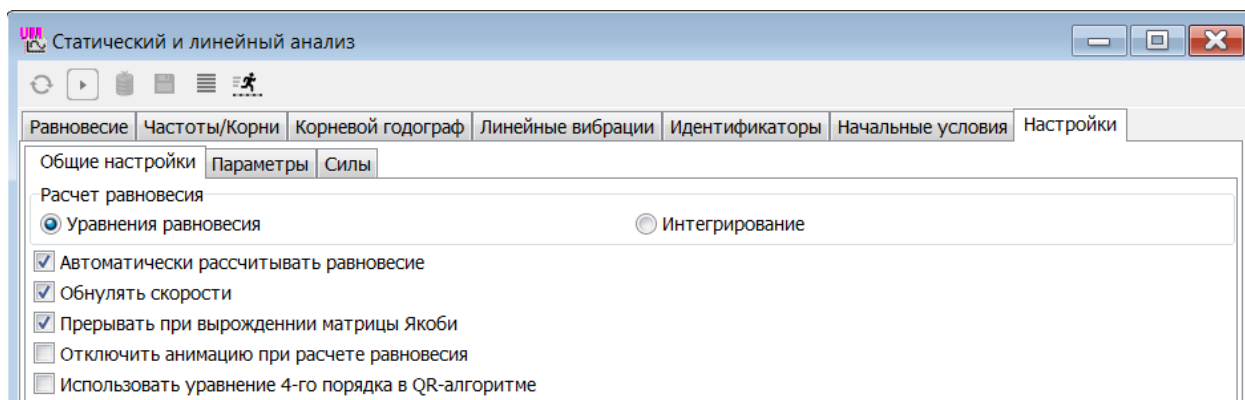 UM Статический и линейный анализ
Равновесие Частоты/Корни Корневой годограф Линейные вибрации Идентификаторы Начальные условия Настройки
Общие настройки Параметры Силы
Расчет равновесия
Уравнения равновесия Интегрирование
Автоматически рассчитывать равновесие
Обнулять скорости
Прерывать при вырожденнии матрицы Якоби
Отключить анимацию при расчете равновесия
Использовать уравнение 4-го порядка в QR-алгоритме